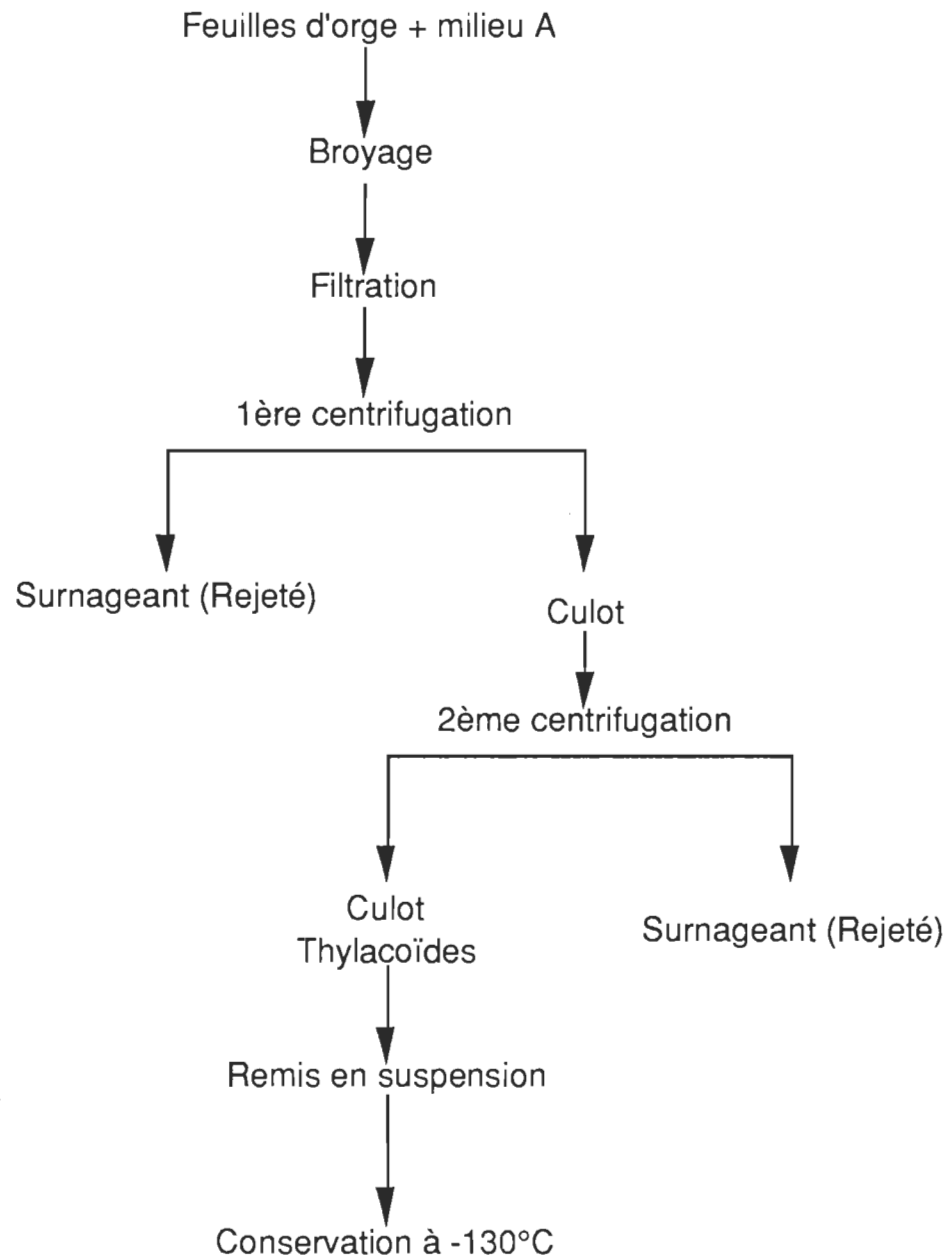 Feuilles d'orge + milieu A
Broyage
Filtration
1ère centrifugation
Surnageant (Rejeté)
Culot
2ème centrifugation
Culot
Thylacoïdes
Surnageant (Rejeté)
Remis en suspension
Conservation à -130°C